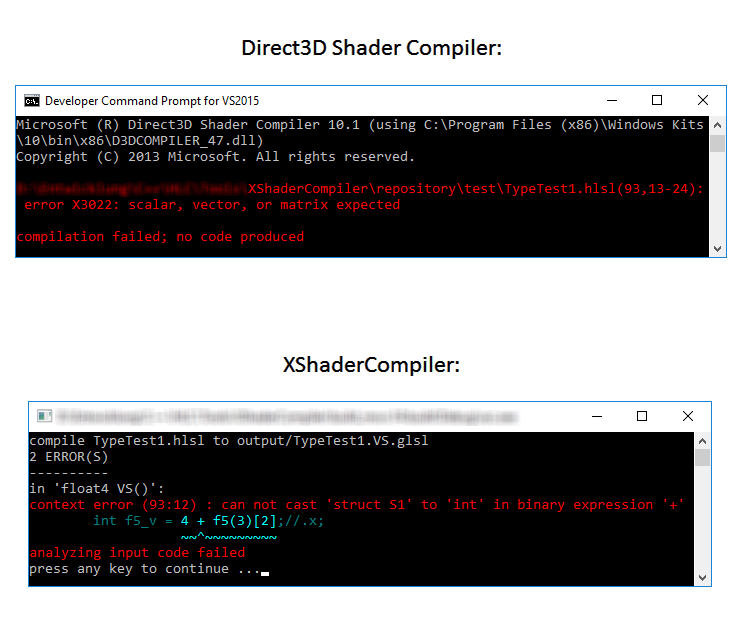 Direct3D Shader Compiler:
Developer Command Prompt for VS2015
Microsoft (R) Direct3D Shader Compiler 10.1 (using C:\Program Files (x86)\Windows Kits
\10\bin\x86\D3DCOMPILER_47.dll)
Copyright (C) 2013 Microsoft. All rights reserved.
\XShaderCompiler\repository\test\TypeTest1.hlsl(93,13-24):
error X3022: scalar, vector, or matrix expected
compilation failed; no code produced
XShaderCompiler:
compile TypeTest1.hlsl to output/TypeTest1.VS.glsl
2 ERROR(S)
----------
in 'float4 VS()':
context error (93:12) : can not cast 'struct S1' to 'int' in binary expression '+'
int f5_v = 4 + f5(3)[2];//.x;
~~^~~~~~~~~~
analyzing input code failed
press any key to continue ...